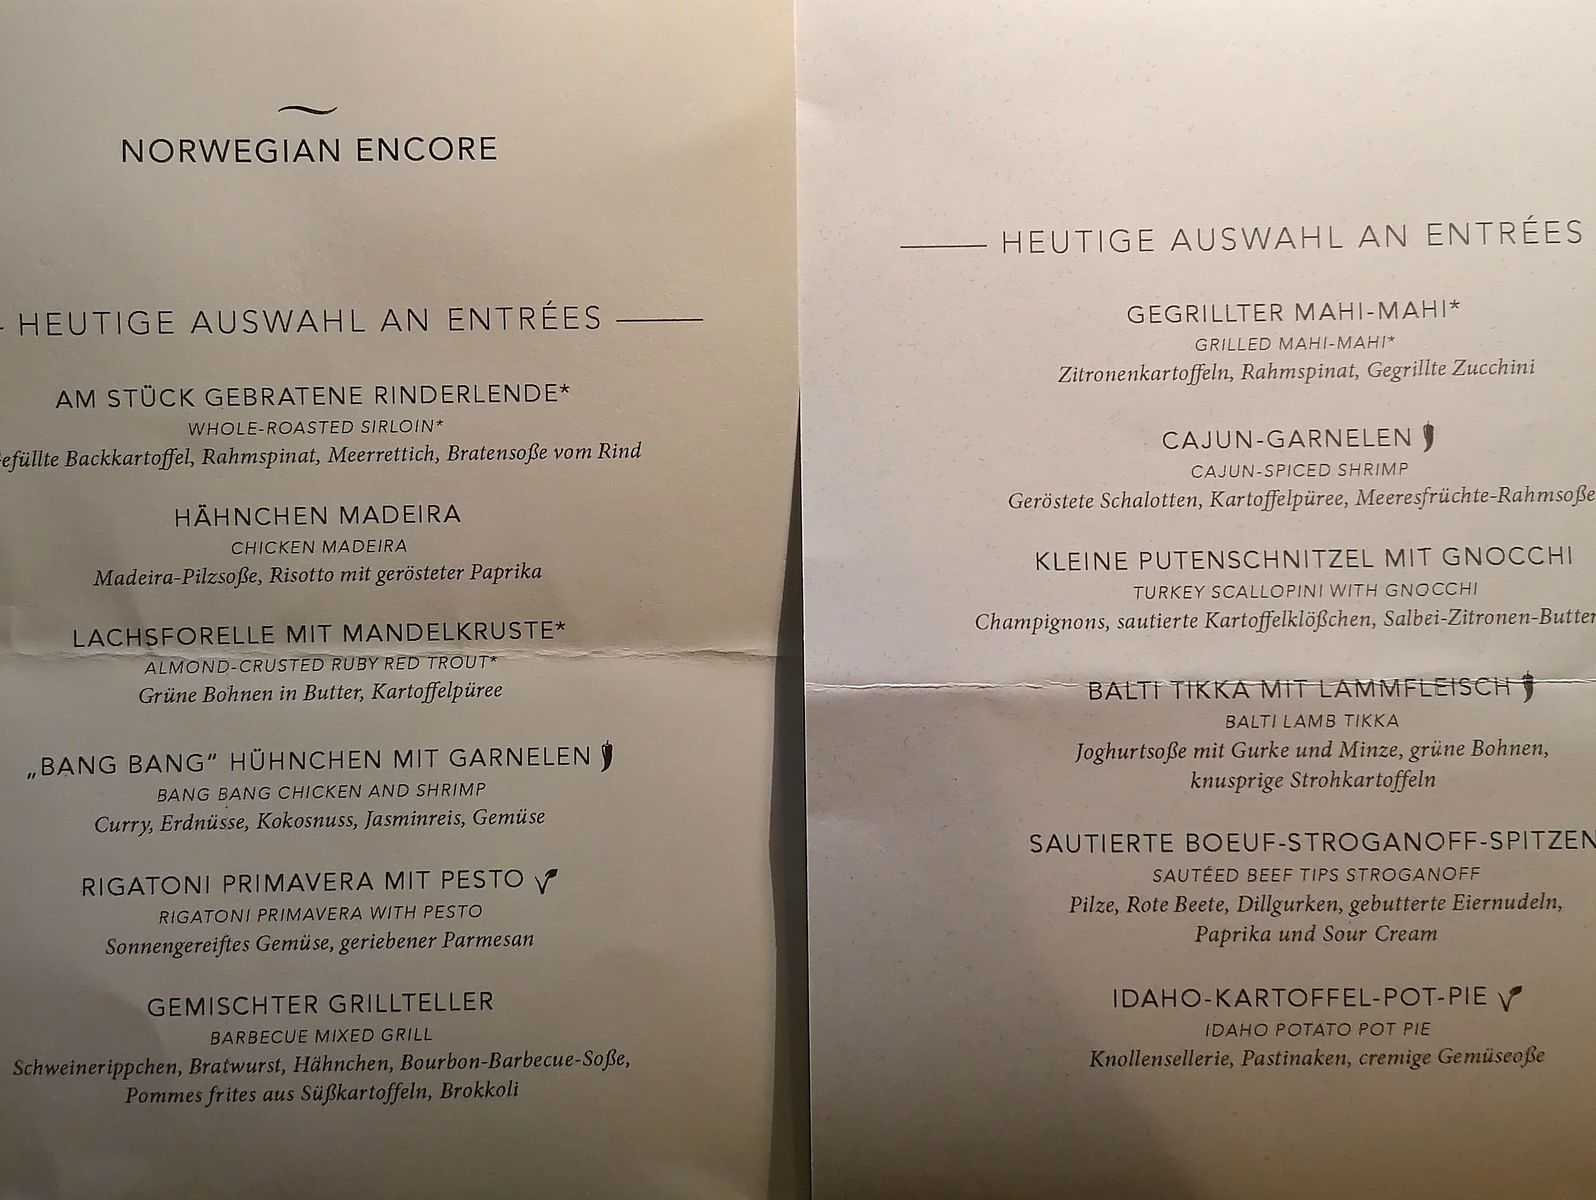 NORWEGIAN ENCORE
HEUTIGE AUSWAHL AN ENTRÉES
AM STÜCK GEBRATENE RINDERLENDE*
WHOLE-ROASTED SIRLOIN*
efüllte Backkartoffel, Rahmspinat, Meerrettich, Bratensoße vom Rind
HÄHNCHEN MADEIRA
CHICKEN MADEIRA
Madeira-Pilzsoße, Risotto mit gerösteter Paprika
LACHSFORELLE MIT MANDELKRUSTE*
ALMOND-CRUSTED RUBY RED TROUT*
Grüne Bohnen in Butter, Kartoffelpüree
„BANG BANG" HÜHNCHEN MIT GARNELEN
BANG BANG CHICKEN AND SHRIMP
Curry, Erdnüsse, Kokosnuss, Jasminreis, Gemüse
RIGATONI PRIMAVERA MIT PESTO
RIGATONI PRIMAVERA WITH PESTO
Sonnengereiftes Gemüse, geriebener Parmesan
GEMISCHTER GRILLTELLER
BARBECUE MIXED GRILL
Schweinerippchen, Bratwurst, Hähnchen, Bourbon-Barbecue-Soße,
Pommes frites aus Süßkartoffeln, Brokkoli
HEUTIGE AUSWAHL AN ENTRÉES
GEGRILLTER MAHI-MAHI*
GRILLED MAHI-MAHI*
Zitronenkartoffeln, Rahmspinat, Gegrillte Zucchini
CAJUN-GARNELEN
CAJUN-SPICED SHRIMP
Geröstete Schalotten, Kartoffelpüree, Meeresfrüchte-Rahmsoße
KLEINE PUTENSCHNITZEL MIT GNOCCHI
TURKEY SCALLOPINI WITH GNOCCHI
Champignons, sautierte Kartoffelklößchen, Salbei-Zitronen-Butter
BALTI TIKKA MIT LAMMFLEISCH
BALTI LAMB TIKKA
Joghurtsoße mit Gurke und Minze, grüne Bohnen,
knusprige Strohkartoffeln
SAUTIERTE BOEUF-STROGANOFF-SPITZEN
SAUTÉED BEEF TIPS STROGANOFF
Pilze, Rote Beete, Dillgurken, gebutterte Eiernudeln,
Paprika und Sour Cream
IDAHO-KARTOFFEL-POT-PIE
IDAHO POTATO POT PIE
Knollensellerie, Pastinaken, cremige Gemüseoße